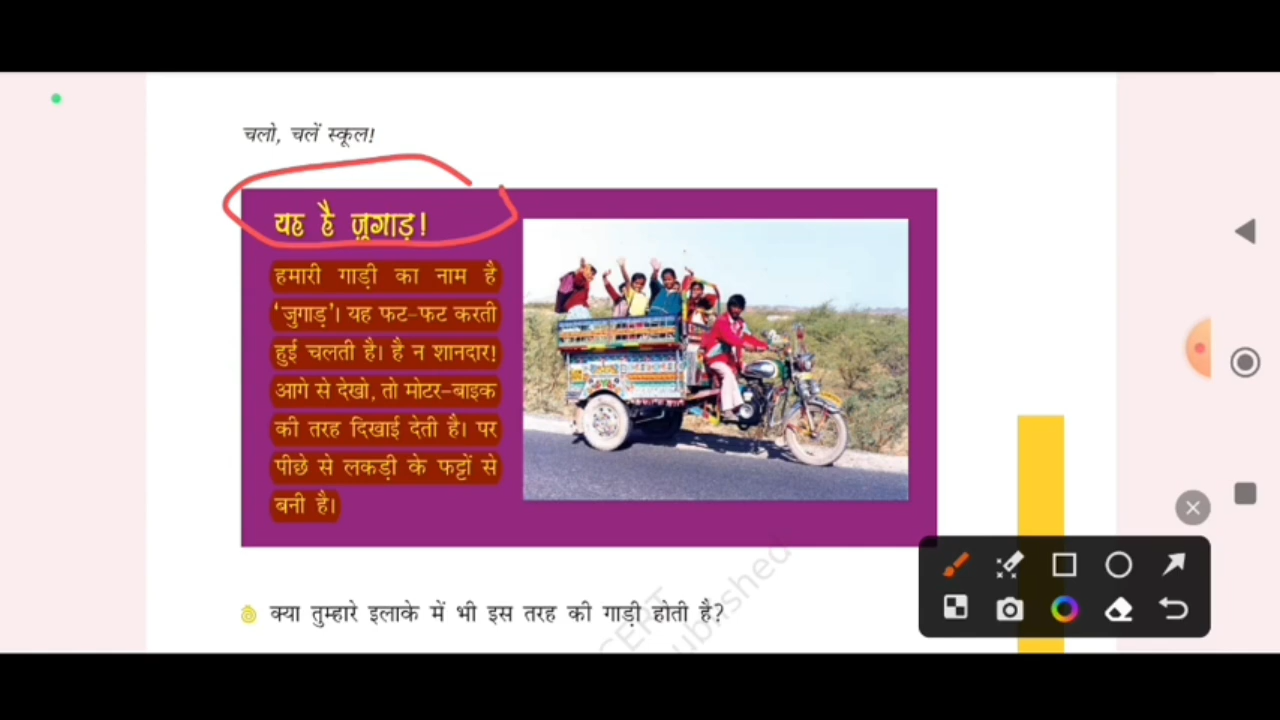 चलो, चलें स्कूल!
यह है जुगाड़!
हमारी गाड़ी का नाम है
‘जुगाड़’। यह फट-फट करती
हुई चलती है। है न शानदार!
आगे से देखो, तो मोटर-बाइक
की तरह दिखाई देती है। पर
पीछे से लकड़ी के फट्टों से
बनी है।
क्या तुम्हारे इलाके में भी इस तरह की गाड़ी होती है?